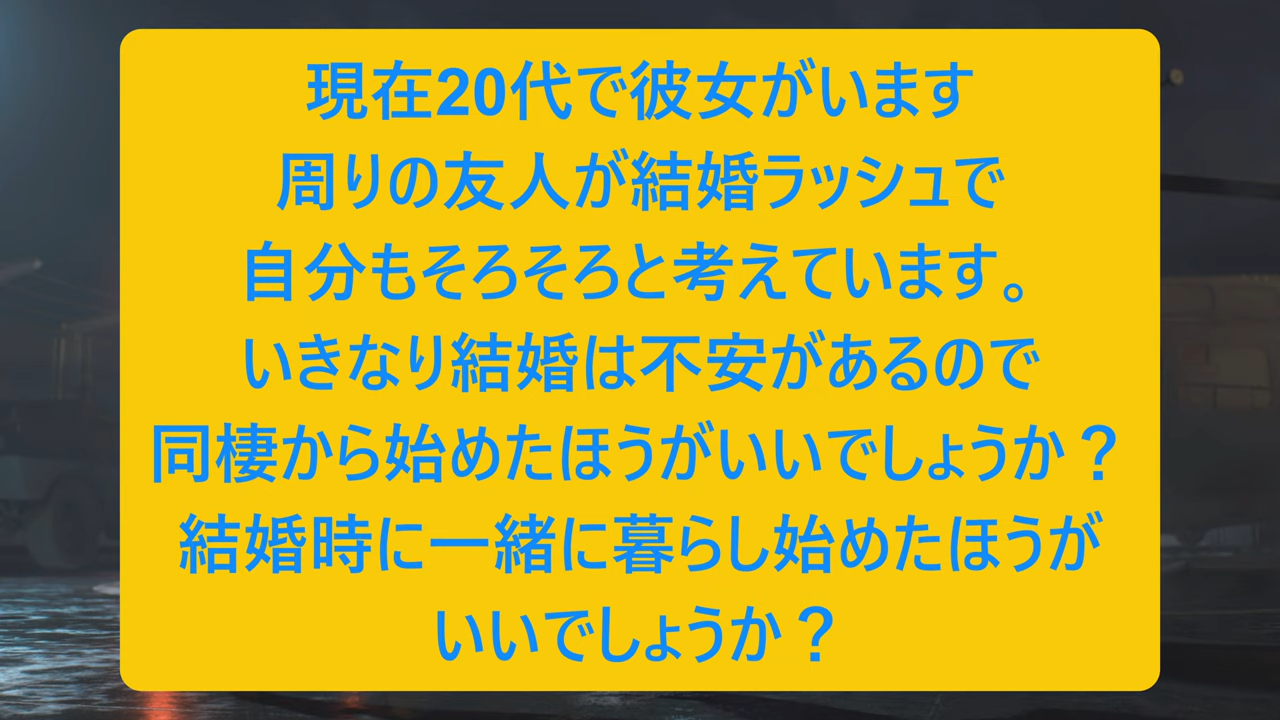 現在20代で彼女がいます
周りの友人が結婚ラッシュで
自分もそろそろと考えています。
いきなり結婚は不安があるので
同棲から始めたほうがいいでしょうか？
結婚時に一緒に暮らし始めたほうが
いいでしょうか？